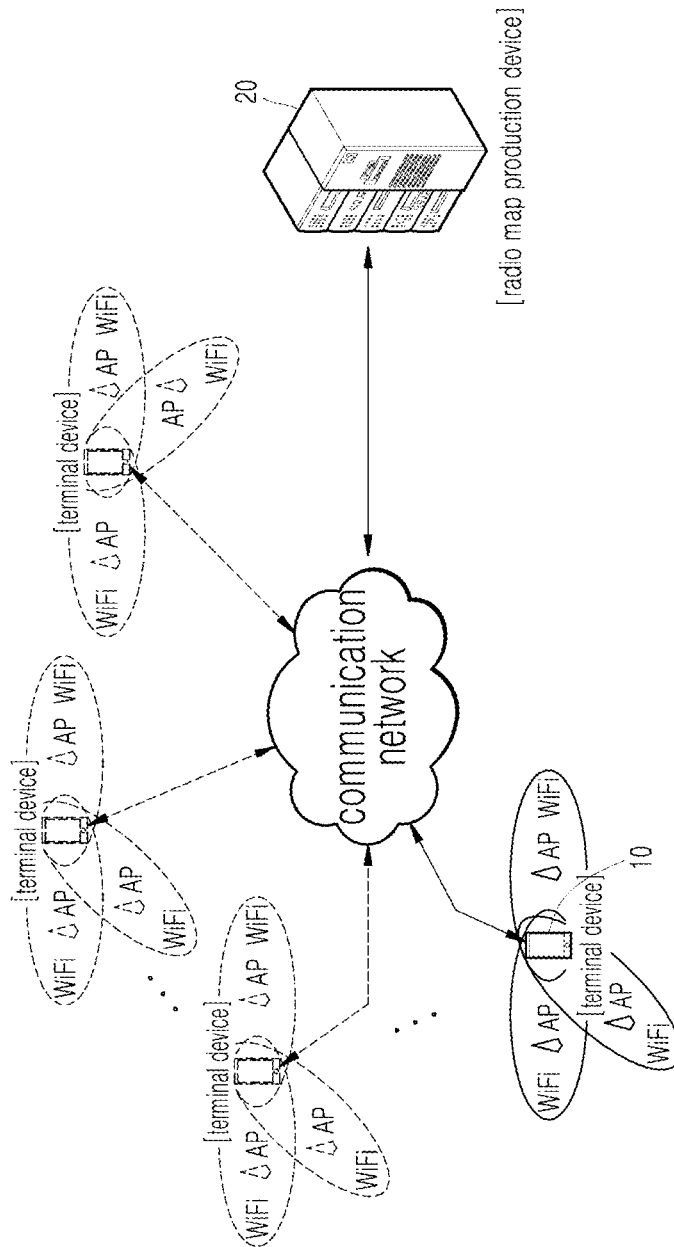 [terminal device]
WiFi AP AP WiFi
AP
WiFi
[terminal device]
WiFi AP AP WiFi
AP
WiFi
[terminal device]
WiFi AP AP WiFi
AP
WiFi
20
communication
network
[radio map production device]
WiFi AP AP WiFi
[terminal device]
10
AP
WiFi